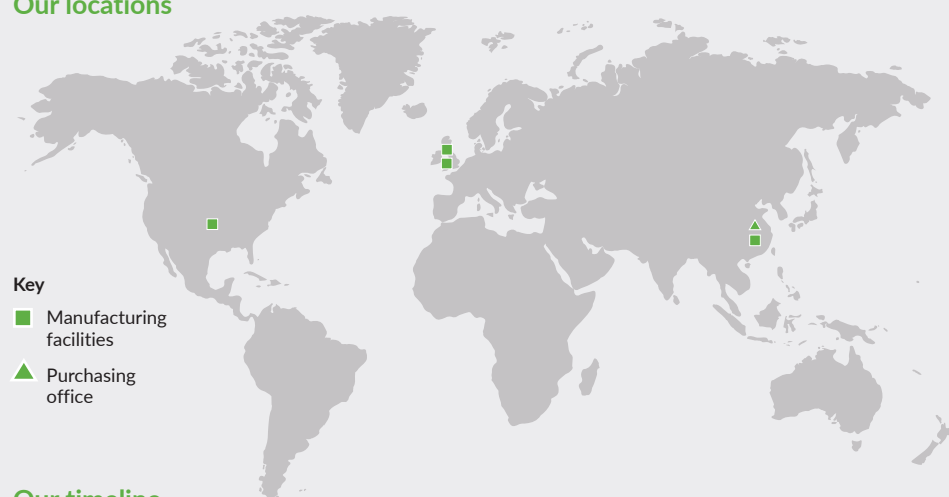 Our locations
Key
Manufacturing
facilities
Purchasing
office
Our timeline